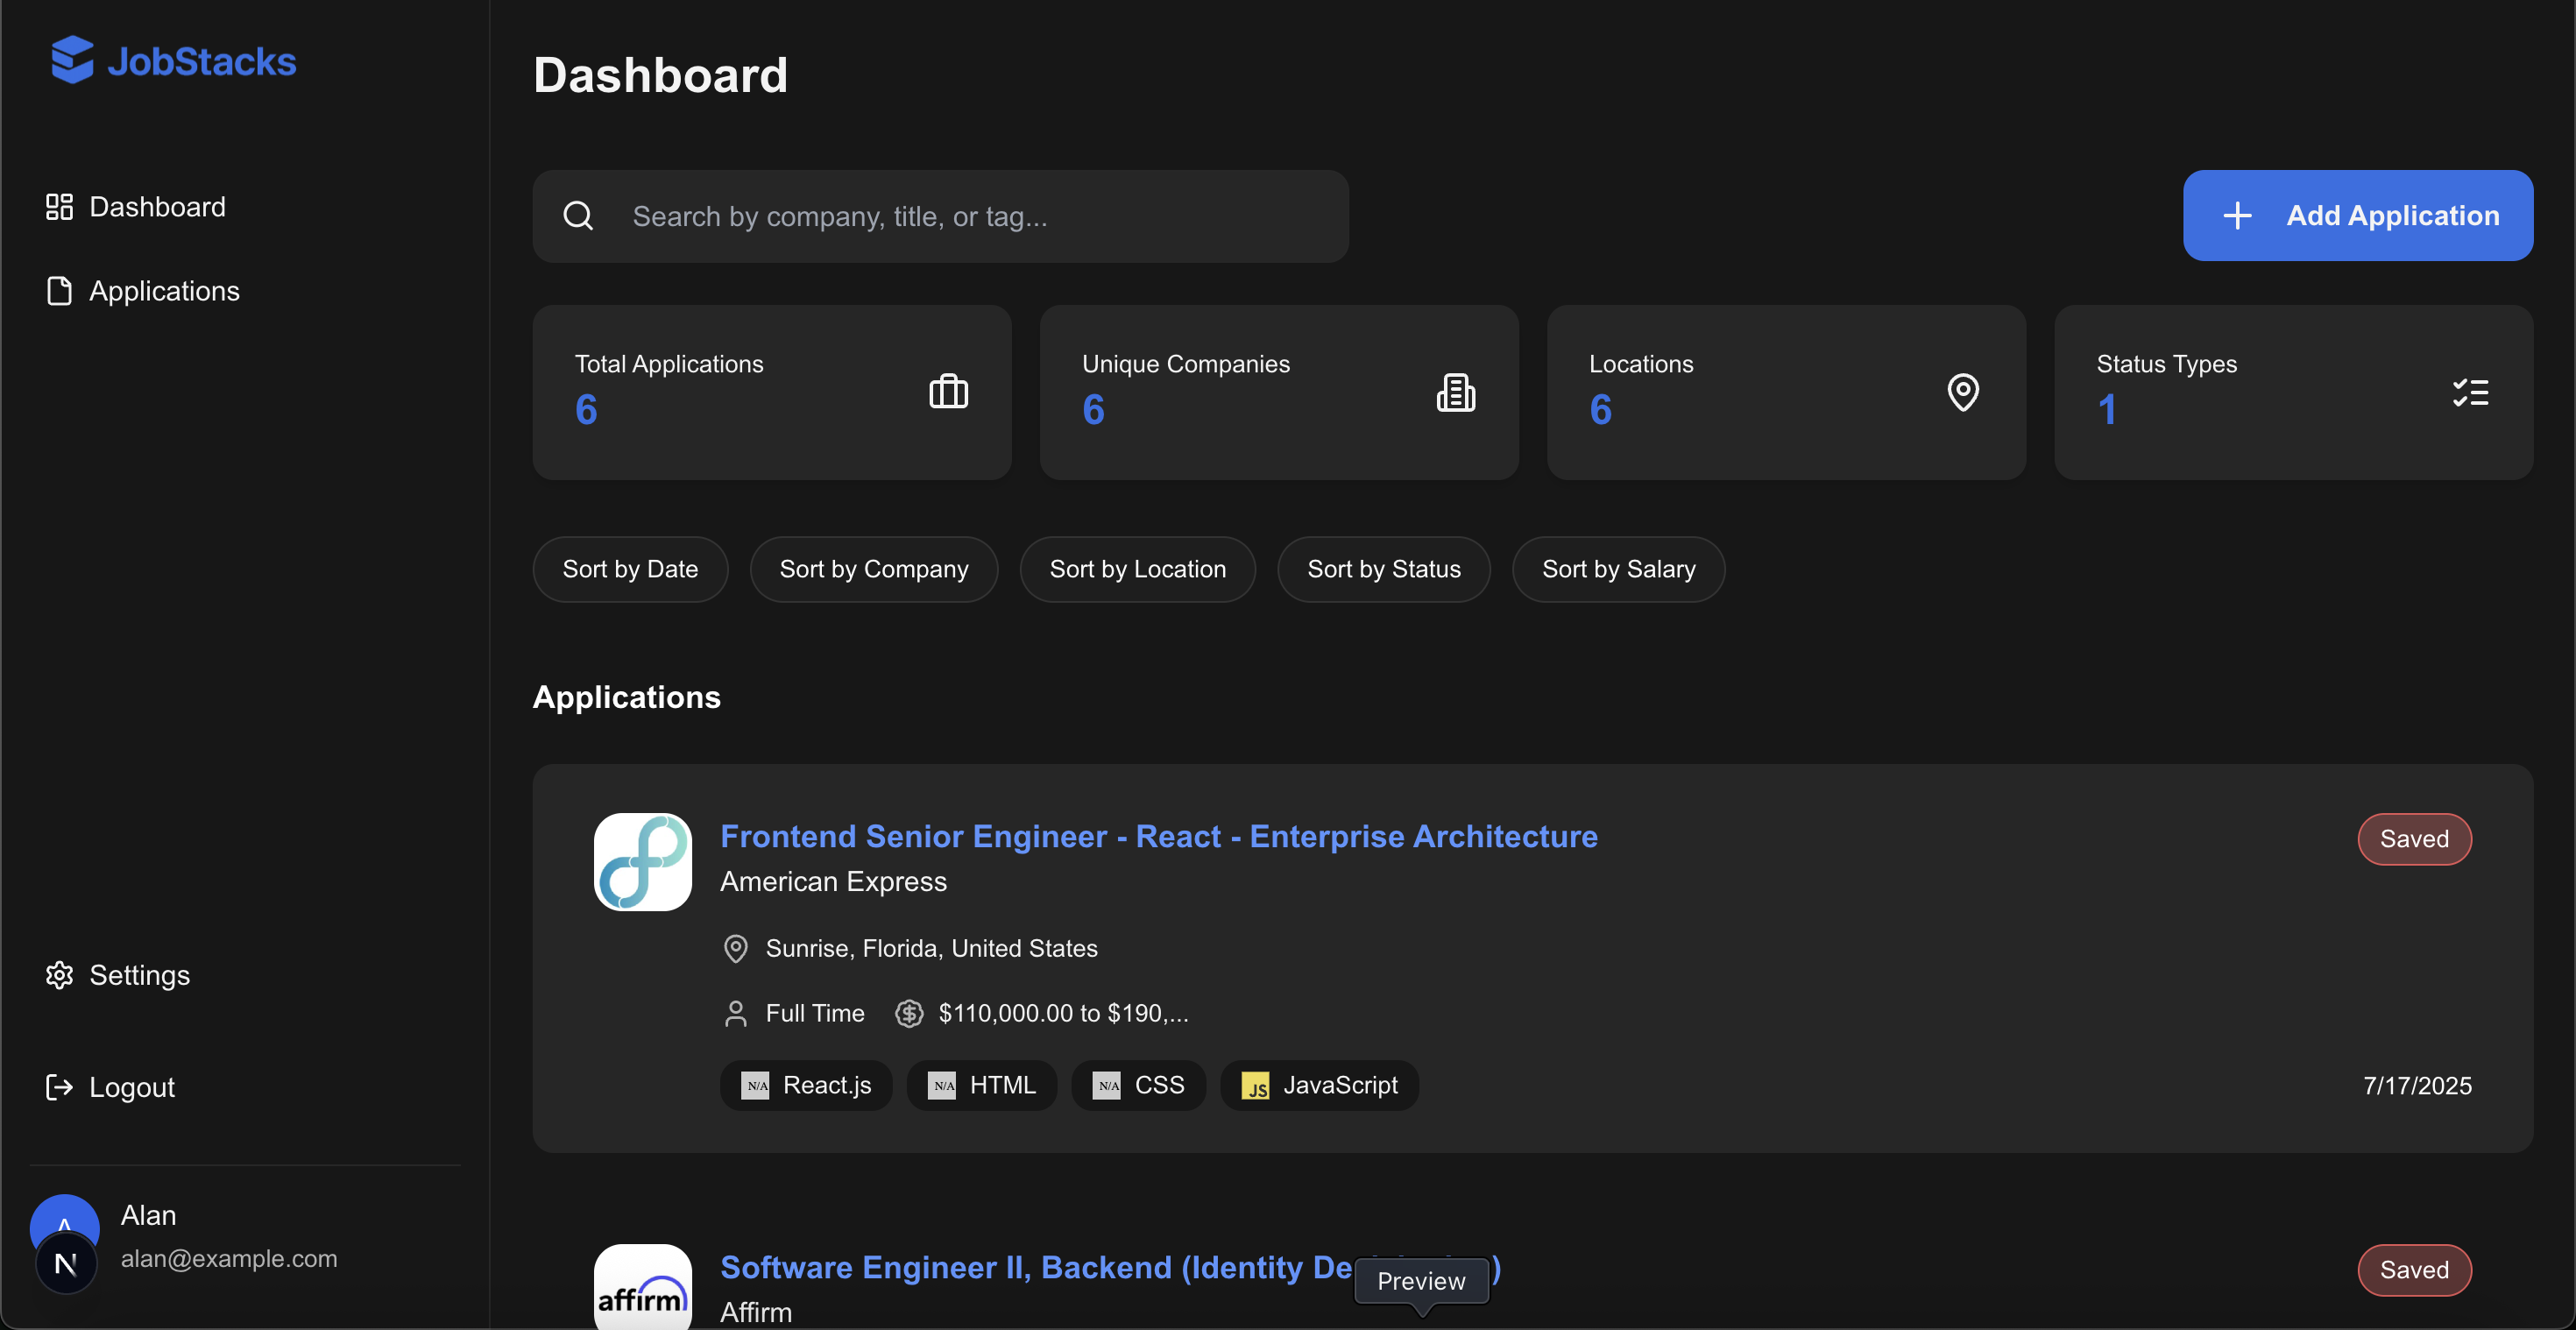 JobStacks
Dashboard
Applications
Settings
Logout
A
N
Alan
alan@example.com
Dashboard
Search by company, title, or tag...
Add Application
Total Applications
6
Unique Companies
6
Locations
6
Status Types
1
Sort by Date
Sort by Company
Sort by Location
Sort by Status
Sort by Salary
Applications
Frontend Senior Engineer - React - Enterprise Architecture
Saved
American Express
Sunrise, Florida, United States
Full Time $110,000.00 to $190,...
N/A React.js N/A HTML N/A CSS JS JavaScript
7/17/2025
affirm
Software Engineer II, Backend (Identity
Saved
Affirm
Preview